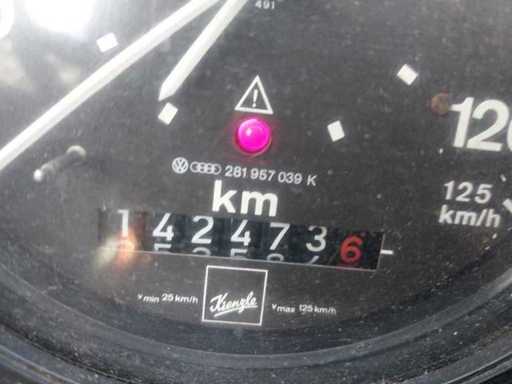 491
120
125
km/h
281 957 039 K
km
1424736
Kienzle
v min 25 km/h
v max 125 km/h